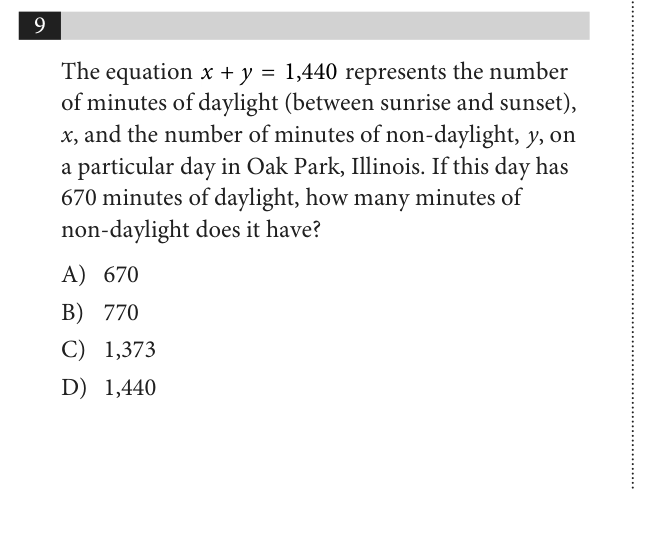 9
The equation x + y = 1,440 represents the number
of minutes of daylight (between sunrise and sunset),
x, and the number of minutes of non-daylight, y, on
a particular day in Oak Park, Illinois. If this day has
670 minutes of daylight, how many minutes of
non-daylight does it have?
A) 670
B) 770
C) 1,373
D) 1,440